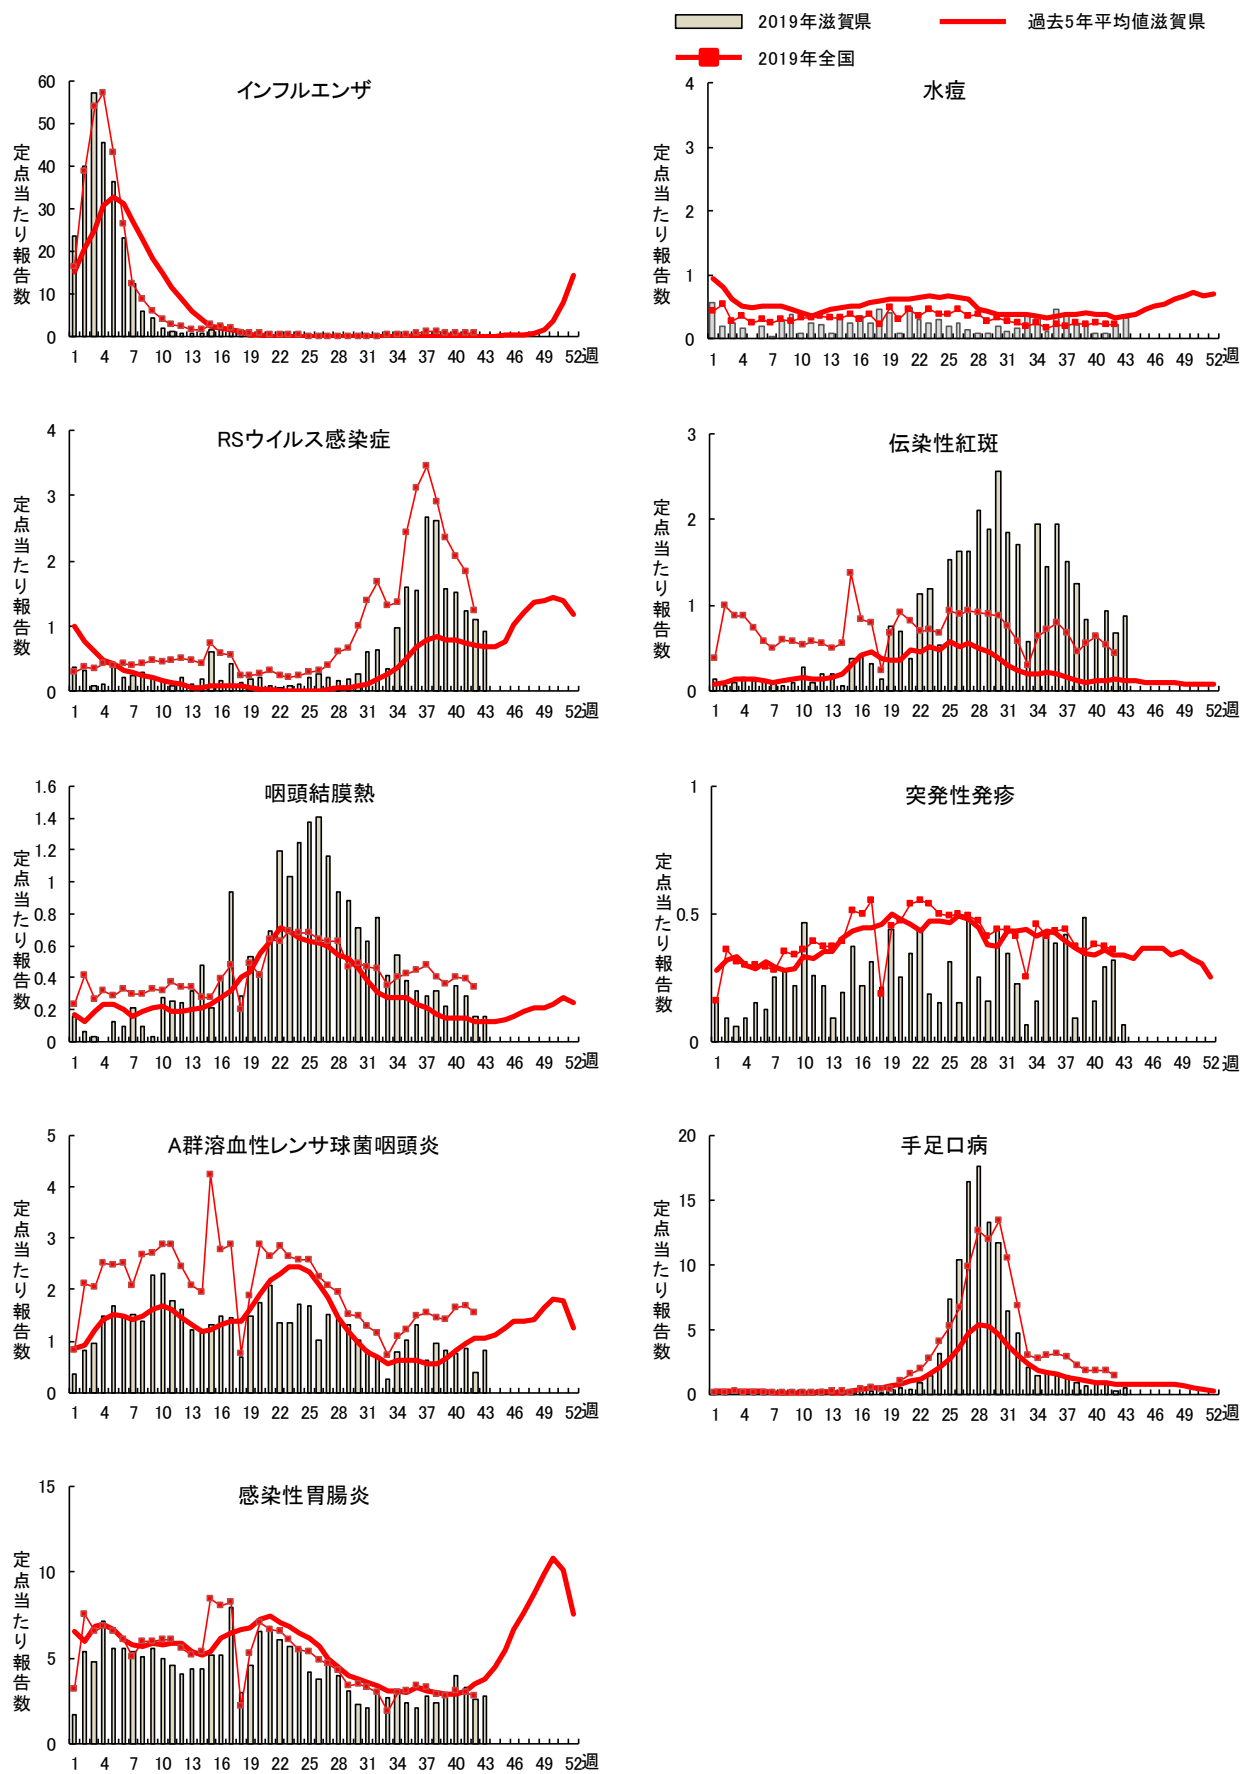 2019年滋賀県
過去5年平均値滋賀県
2019年全国
インフルエンザ
定点当たり報告数
60
50
40
30
20
10
0
1 4 7 10 13 16 19 22 25 28 31 34 37 40 43 46 49 52週
水痘
定点当たり報告数
4
3
2
1
0
1 4 7 10 13 16 19 22 25 28 31 34 37 40 43 46 49 52週
RSウイルス感染症
定点当たり報告数
4
3
2
1
0
1 4 7 10 13 16 19 22 25 28 31 34 37 40 43 46 49 52週
伝染性紅斑
定点当たり報告数
3
2
1
0
1 4 7 10 13 16 19 22 25 28 31 34 37 40 43 46 49 52週
咽頭結膜熱
定点当たり報告数
1.6
1.4
1.2
1
0.8
0.6
0.4
0.2
0
1 4 7 10 13 16 19 22 25 28 31 34 37 40 43 46 49 52週
突発性発疹
定点当たり報告数
1
0.5
0
1 4 7 10 13 16 19 22 25 28 31 34 37 40 43 46 49 52週
A群溶血性レンサ球菌咽頭炎
定点当たり報告数
5
4
3
2
1
0
1 4 7 10 13 16 19 22 25 28 31 34 37 40 43 46 49 52週
手足口病
定点当たり報告数
20
15
10
5
0
1 4 7 10 13 16 19 22 25 28 31 34 37 40 43 46 49 52週
感染性胃腸炎
定点当たり報告数
15
10
5
0
1 4 7 10 13 16 19 22 25 28 31 34 37 40 43 46 49 52週